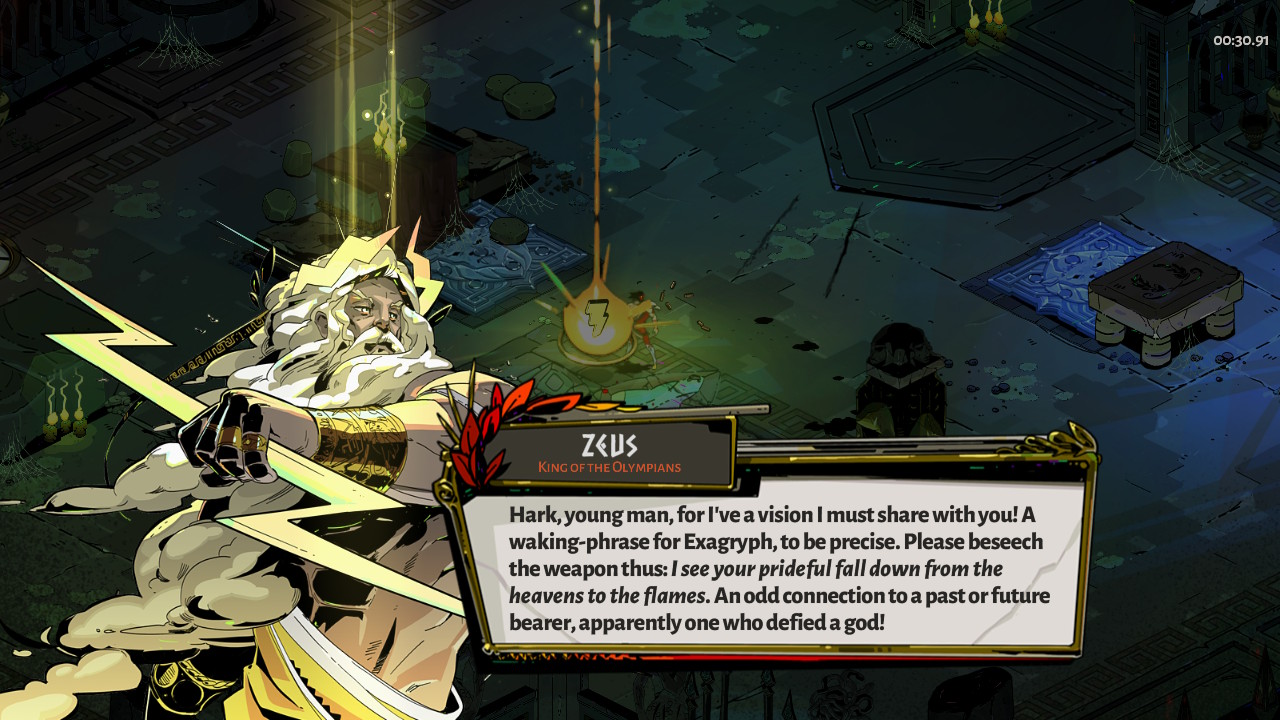 00:30.91
ZEUS
KING OF THE OLYMPIANS
Hark, young man, for I've a vision I must share with you! A
waking-phrase for Exagryph, to be precise. Please beseech
the weapon thus: I see your prideful fall down from the
heavens to the flames. An odd connection to a past or future
bearer, apparently one who defied a god!